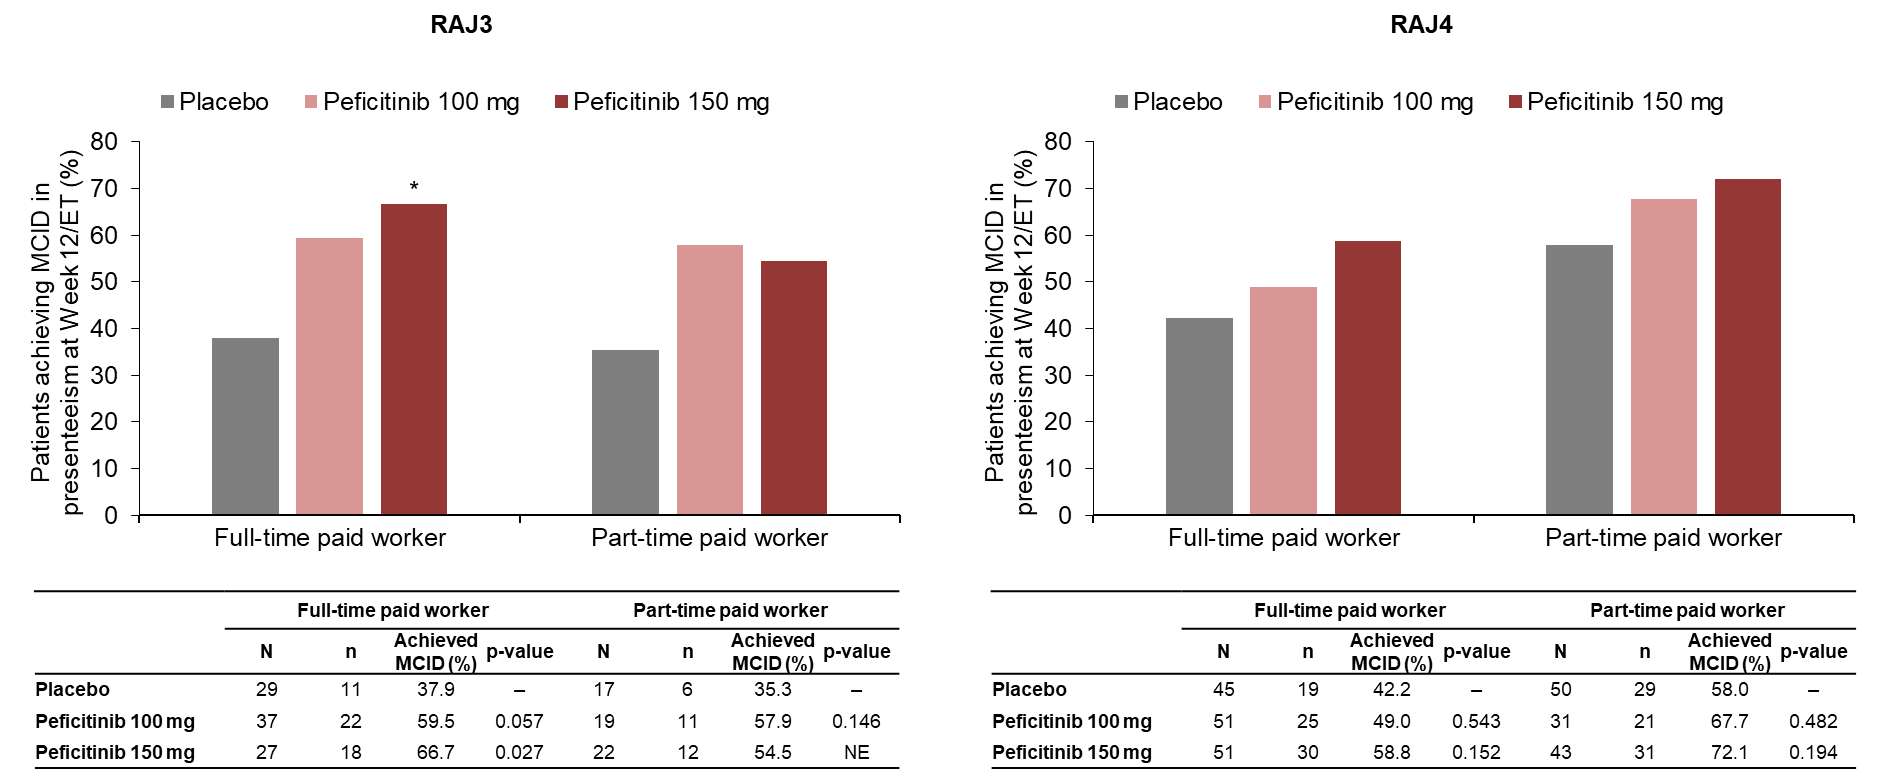 RAJ3
Placebo Peficitinib 100 mg Peficitinib 150 mg
Patients achieving MCID in
presenteeism at Week 12/ET (%)
80
70
60
50
40
30
20
10
0
*
Full-time paid worker Part-time paid worker
Full-time paid worker Part-time paid worker
N n Achieved MCID (%) p-value N n Achieved MCID (%) p-value
Placebo 29 11 37.9 – 17 6 35.3 –
Peficitinib 100 mg 37 22 59.5 0.057 19 11 57.9 0.146
Peficitinib 150 mg 27 18 66.7 0.027 22 12 54.5 NE
RAJ4
Placebo Peficitinib 100 mg Peficitinib 150 mg
Patients achieving MCID in
presenteeism at Week 12/ET (%)
80
70
60
50
40
30
20
10
0
Full-time paid worker Part-time paid worker
Full-time paid worker Part-time paid worker
N n Achieved MCID (%) p-value N n Achieved MCID (%) p-value
Placebo 45 19 42.2 – 50 29 58.0 –
Peficitinib 100 mg 51 25 49.0 0.543 31 21 67.7 0.482
Peficitinib 150 mg 51 30 58.8 0.152 43 31 72.1 0.194